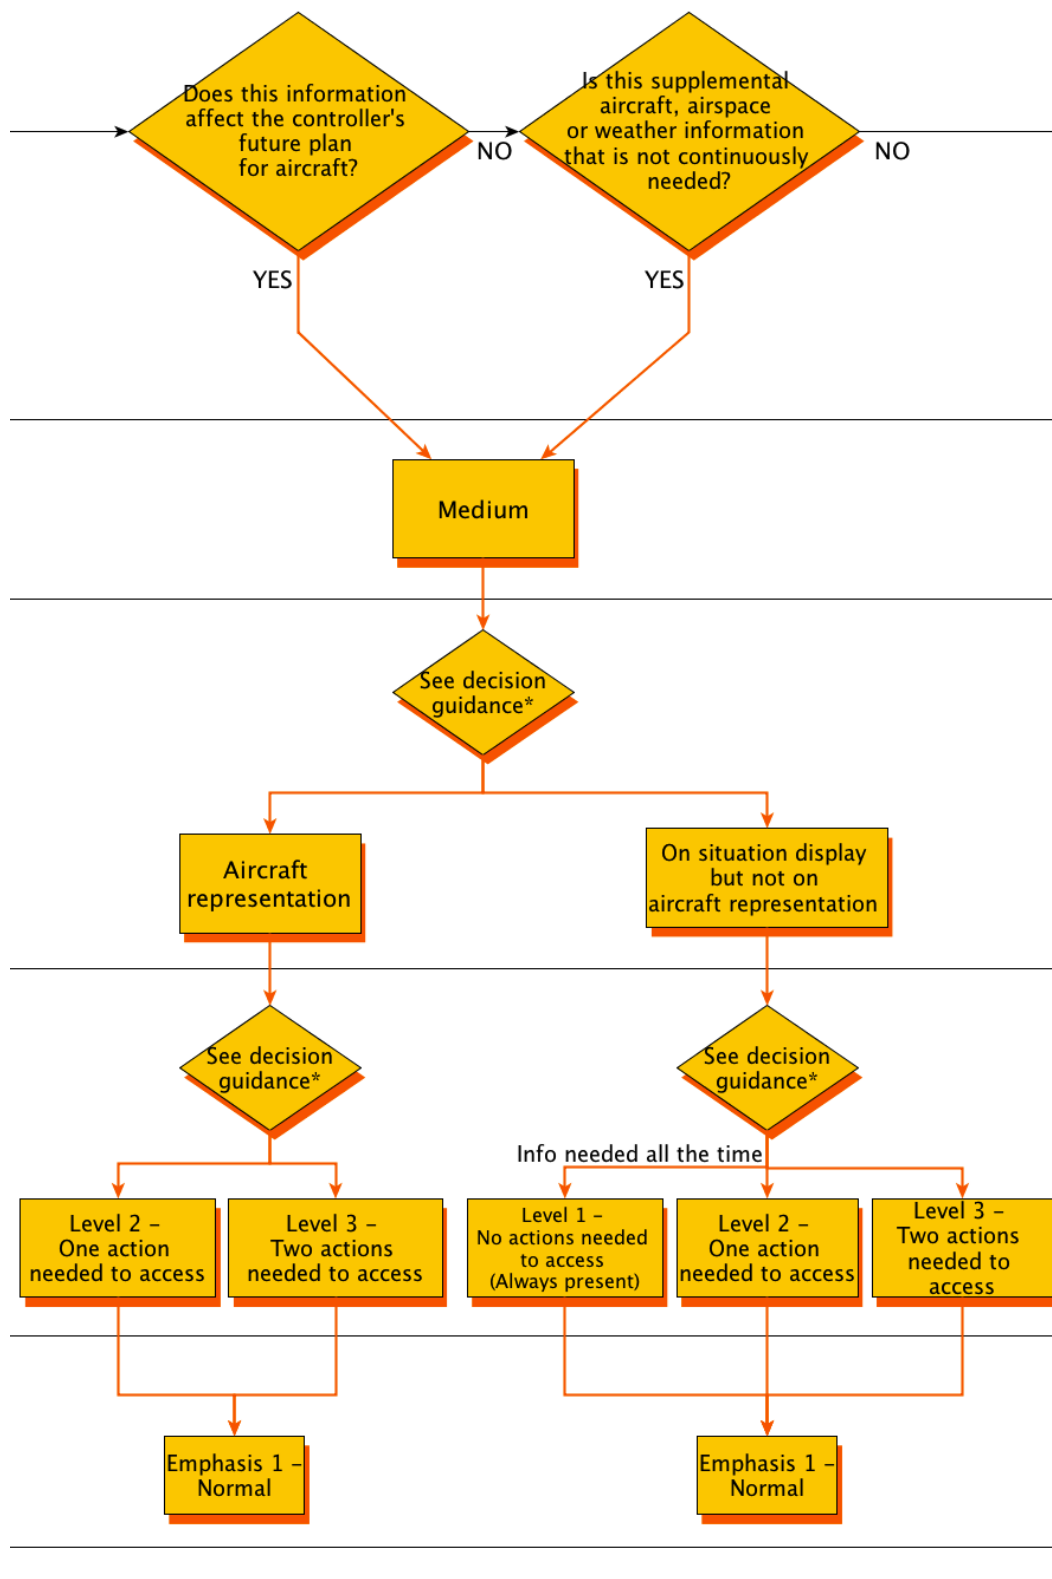 Does this information
affect the controller's
future plan
for aircraft?
NO
Is this supplemental
aircraft, airspace
or weather information
that is not continuously
needed?
NO
YES
YES
Medium
See decision
guidance*
Aircraft
representation
On situation display
but not on
aircraft representation
See decision
guidance*
See decision
guidance*
Info needed all the time
Level 2 –
One action
needed to access
Level 3 –
Two actions
needed to access
Level 1 –
No actions needed
to access
(Always present)
Level 2 –
One action
needed to access
Level 3 –
Two actions
needed to
access
Emphasis 1 –
Normal
Emphasis 1 –
Normal